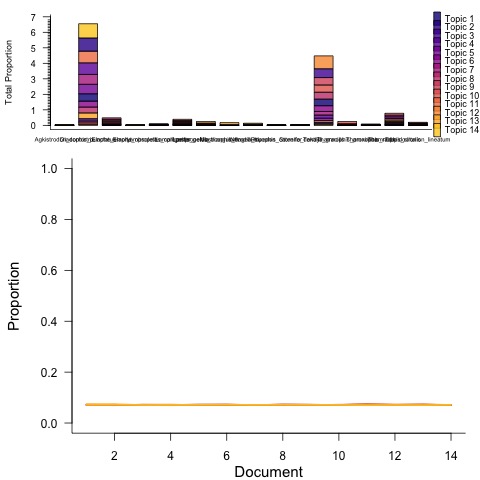 Total Proportion
7
6
5
4
3
2
1
0
Topic 1
Topic 2
Topic 3
Topic 4
Topic 5
Topic 6
Topic 7
Topic 8
Topic 9
Topic 10
Topic 11
Topic 12
Topic 13
Topic 14
Proportion
1.0
0.8
0.6
0.4
0.2
0.0
2 4 6 8 10 12 14
Document